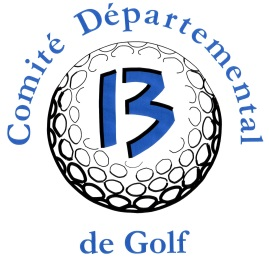 Comité Départemental
13
de Golf